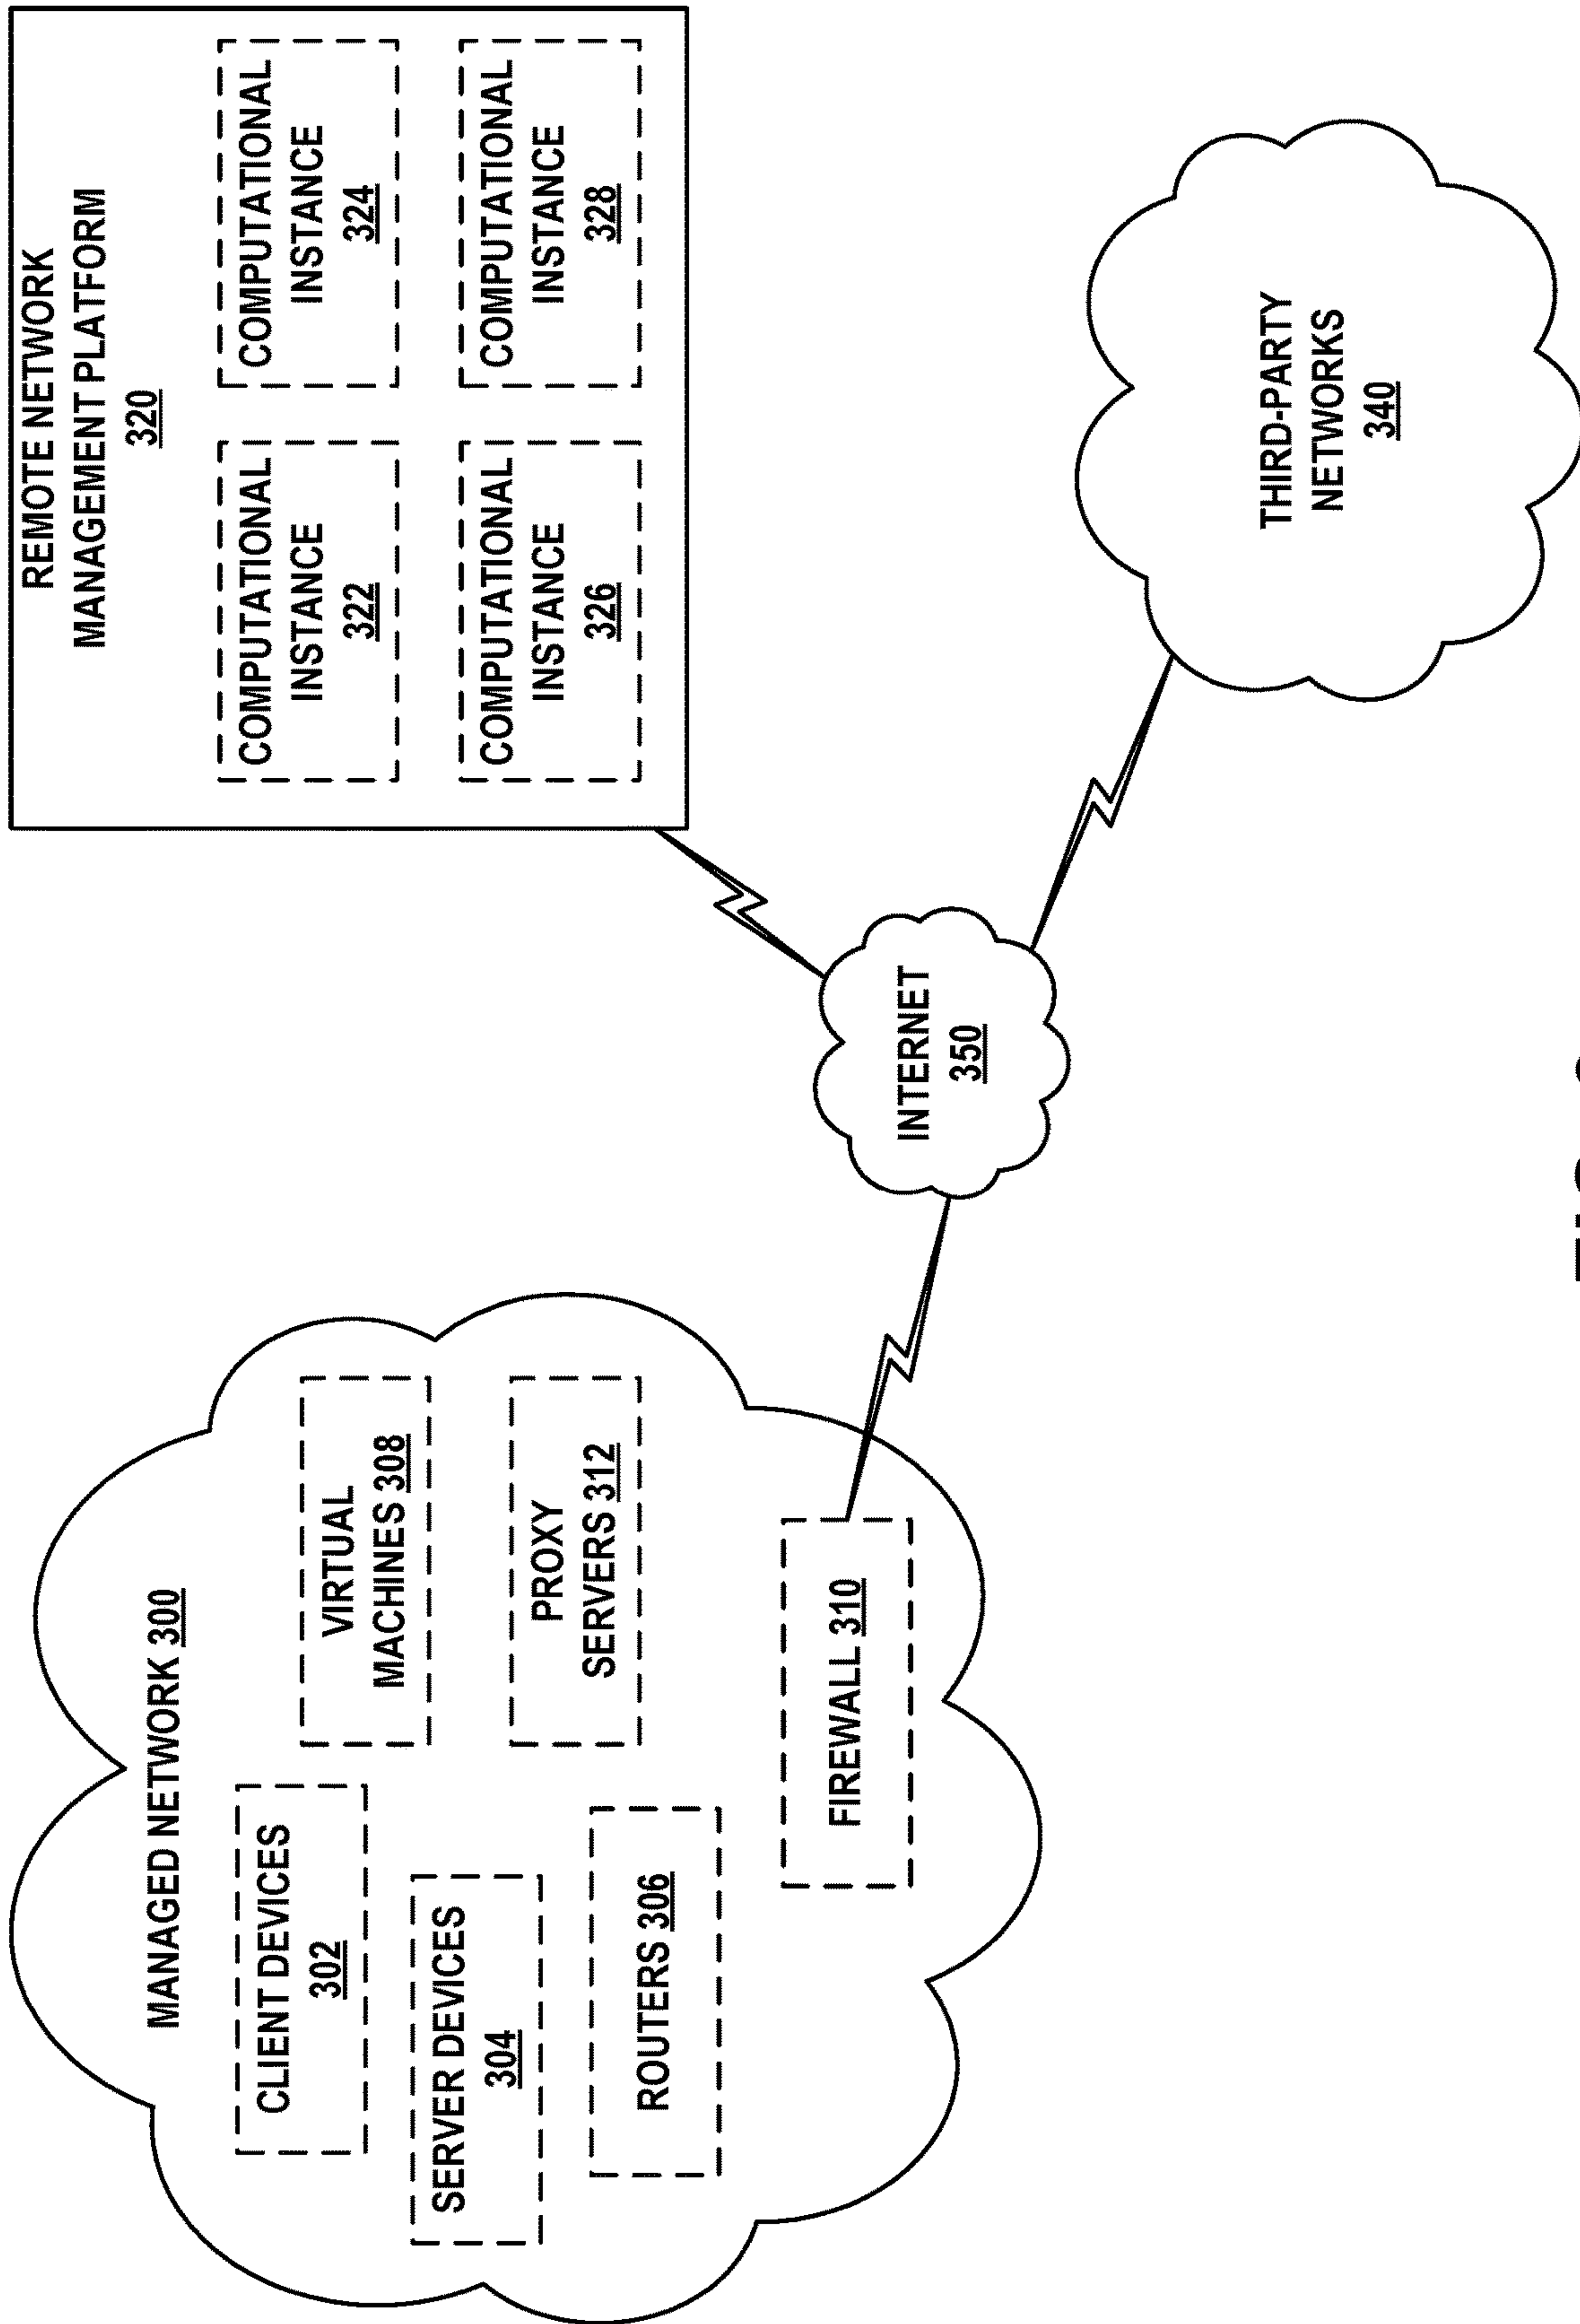 MANAGED NETWORK 300
CLIENT DEVICES
302
SERVER DEVICES
304
ROUTERS 306
VIRTUAL
MACHINES 308
PROXY
SERVERS 312
FIREWALL 310
INTERNET
350
REMOTE NETWORK
MANAGEMENT PLATFORM
320
COMPUTATIONAL
INSTANCE
322
COMPUTATIONAL
INSTANCE
324
COMPUTATIONAL
INSTANCE
326
COMPUTATIONAL
INSTANCE
328
THIRD-PARTY
NETWORKS
340